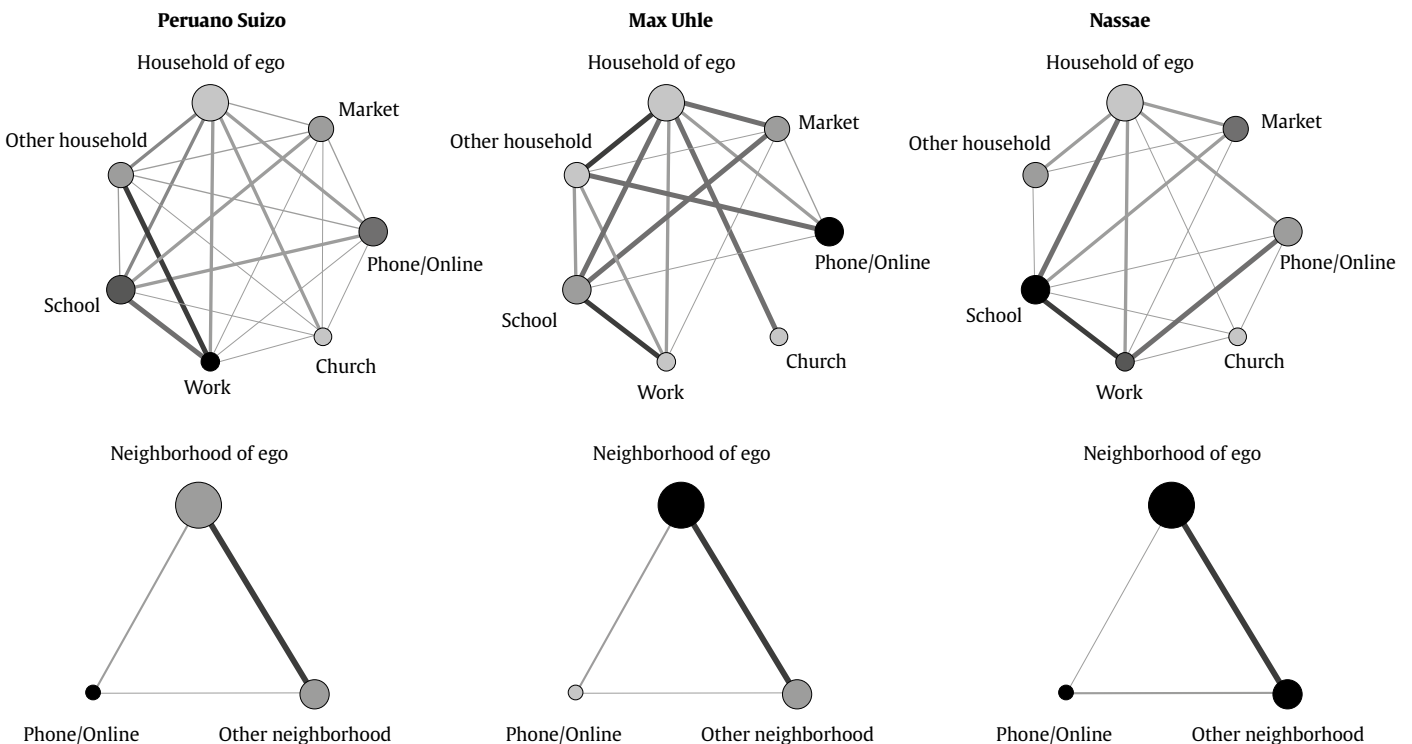 Peruano Suizo
Household of ego
Market
Other household
Phone/Online
School
Church
Work
Neighborhood of ego
Phone/Online
Other neighborhood
Max Uhle
Household of ego
Market
Other household
Phone/Online
School
Church
Work
Neighborhood of ego
Phone/Online
Other neighborhood
Nassae
Household of ego
Market
Other household
Phone/Online
School
Church
Work
Neighborhood of ego
Phone/Online
Other neighborhood